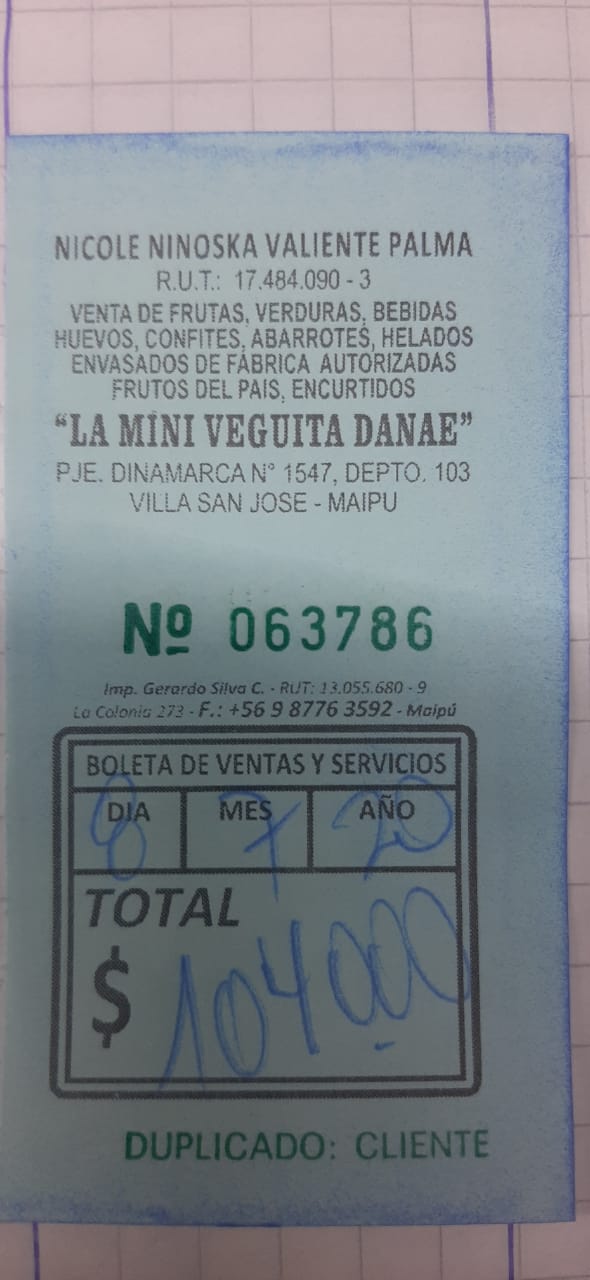 NICOLE NINOSKA VALIENTE PALMA
R.U.T.: 17.484.090 - 3
VENTA DE FRUTAS, VERDURAS, BEBIDAS
HUEVOS, CONFITES, ABARROTES, HELADOS
ENVASADOS DE FÁBRICA AUTORIZADAS
FRUTOS DEL PAIS, ENCURTIDOS
“LA MINI VEGUITA DANAE”
PJE. DINAMARCA N° 1547, DEPTO. 103
VILLA SAN JOSE - MAIPU
Nº 063786
Imp. Gerardo Silva C. - RUT: 13.055.680 - 9
La Colonia 273 - F.: +56 9 8776 3592 - Maipú
BOLETA DE VENTAS Y SERVICIOS
DIA MES AÑO
8 7 20
TOTAL
$ 104000
DUPLICADO: CLIENTE